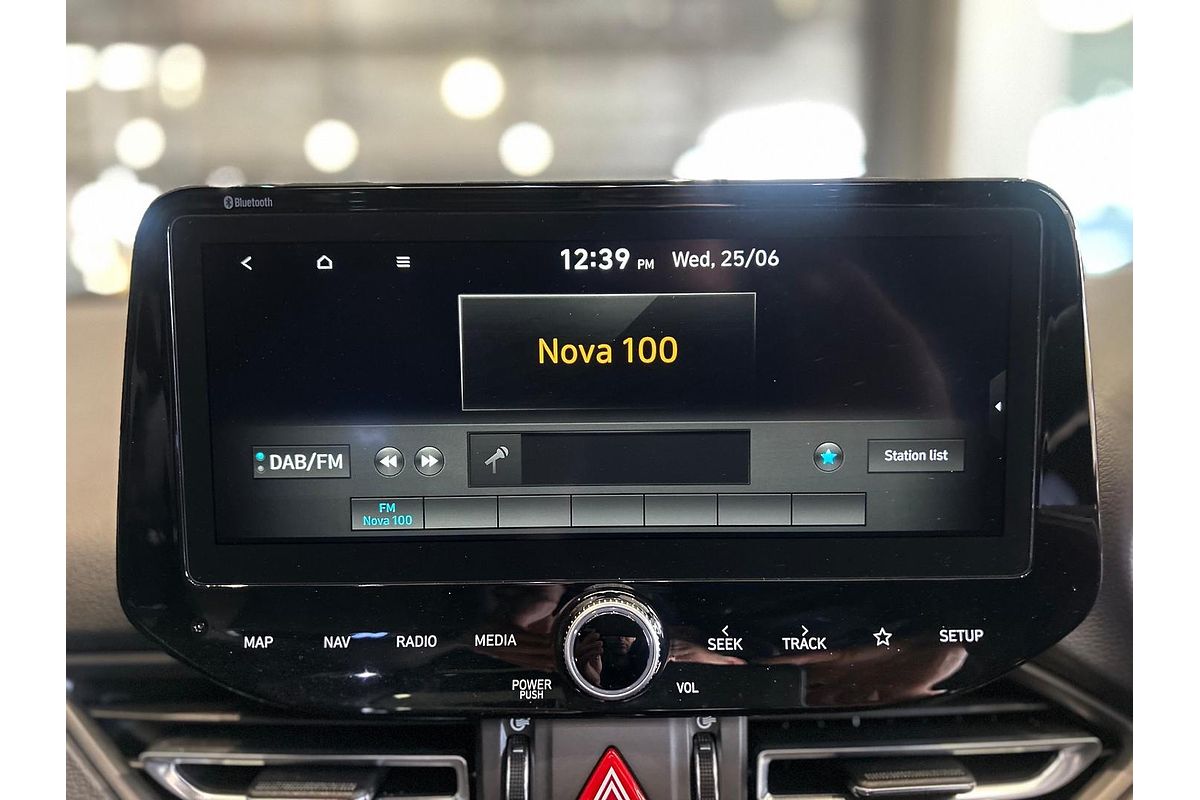 Bluetooth
12:39 PM Wed, 25/06
Nova 100
DAB/FM
Station list
FM
Nova 100
MAP
NAV
RADIO
MEDIA
POWER
PUSH
VOL
SEEK
TRACK
SETUP